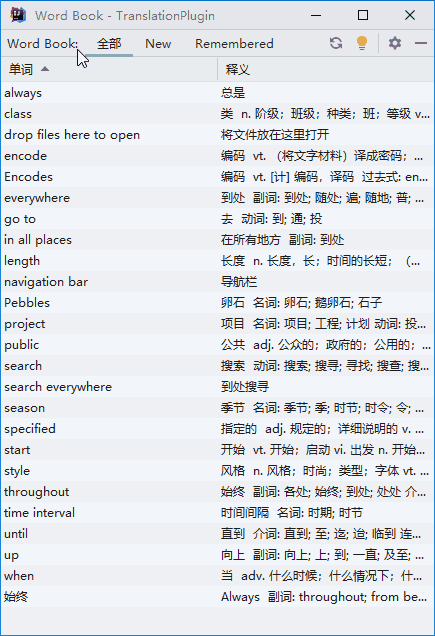 Word Book - TranslationPlugin
Word Book: 全部 New Remembered
单词 释义
always 总是
class 类 n. 阶级；班级；种类；班；等级 v...
drop files here to open 将文件放在这里打开
encode 编码 vt. （将文字材料）译成密码；...
Encodes 编码 vt. [计] 编码，译码 过去式: en...
everywhere 到处 副词: 到处; 随处; 遍; 随地; 普; ...
go to 去 动词: 到; 通; 投
in all places 在所有地方 副词: 到处
length 长度 n. 长度，长；时间的长短；（...
navigation bar 导航栏
Pebbles 卵石 名词: 卵石; 鹅卵石; 石子
project 项目 名词: 项目; 工程; 计划 动词: 投...
public 公共 adj. 公众的；政府的；公用的；...
search 搜索 动词: 搜索; 搜寻; 寻找; 搜查; 搜...
search everywhere 到处搜寻
season 季节 名词: 季节; 季; 时节; 时令; 令; ...
specified 指定的 adj. 规定的；详细说明的 v. ...
start 开始 vt. 开始；启动 vi. 出发 n. 开始...
style 风格 n. 风格；时尚；类型；字体 vt. ...
throughout 始终 副词: 各处; 始终; 到处; 处处 介...
time interval 时间间隔 名词: 时期; 时节
until 直到 介词: 直到; 至; 迄; 迨; 临到 连...
up 向上 副词: 向上; 上; 到; 一直; 及至; ...
when 当 adv. 什么时候；什么情况下；什...
始终 Always 副词: throughout; from be...